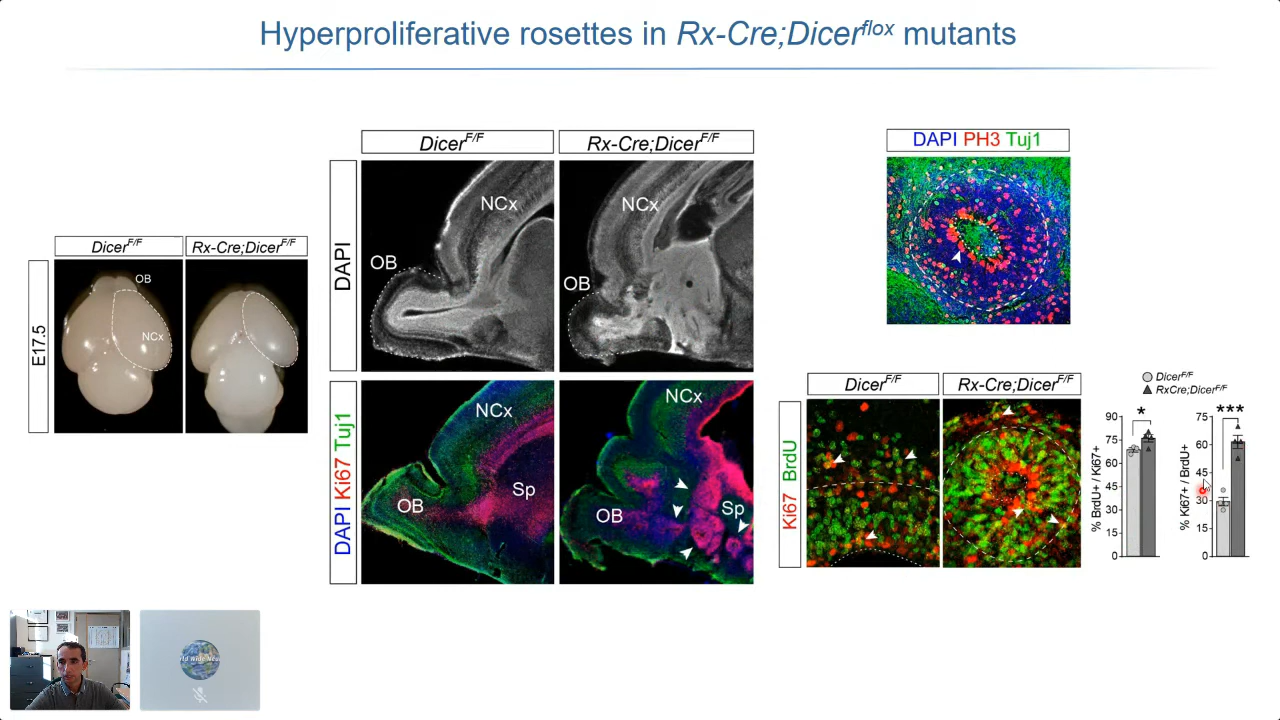 Hyperproliferative rosettes in Rx-Cre;Dicerflox mutants
DicerF/F
Rx-Cre;DicerF/F
E17.5
OB
NCx
DicerF/F
Rx-Cre;DicerF/F
DAPI
OB
NCx
OB
NCx
DAPI Ki67 Tuj1
NCx
OB
Sp
NCx
OB
Sp
DAPI PH3 Tuj1
DicerF/F
Rx-Cre;DicerF/F
Ki67 BrdU
DicerF/F
RxCre;DicerF/F
% BrdU+ / Ki67+
90
75
60
45
30
15
0
*
% Ki67+ / BrdU+
75
60
45
30
15
0
***